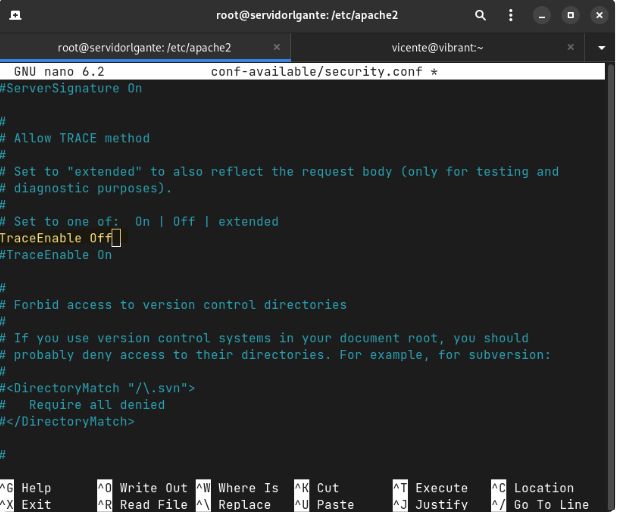 root@servidorlgante: /etc/apache2
root@servidorlgante: /etc/apache2 × vicente@vibrant:~ ×
GNU nano 6.2 conf-available/security.conf *
#ServerSignature On
#
# Allow TRACE method
#
# Set to "extended" to also reflect the request body (only for testing and
# diagnostic purposes).
#
# Set to one of:  On | Off | extended
TraceEnable Off
#TraceEnable On
#
# Forbid access to version control directories
#
# If you use version control systems in your document root, you should
# probably deny access to their directories. For example, for subversion:
#
#<DirectoryMatch "/\.svn">
#   Require all denied
#</DirectoryMatch>
#
^G Help ^O Write Out ^W Where Is ^K Cut ^T Execute ^C Location
^X Exit ^R Read File ^\ Replace ^U Paste ^J Justify ^/ Go To Line